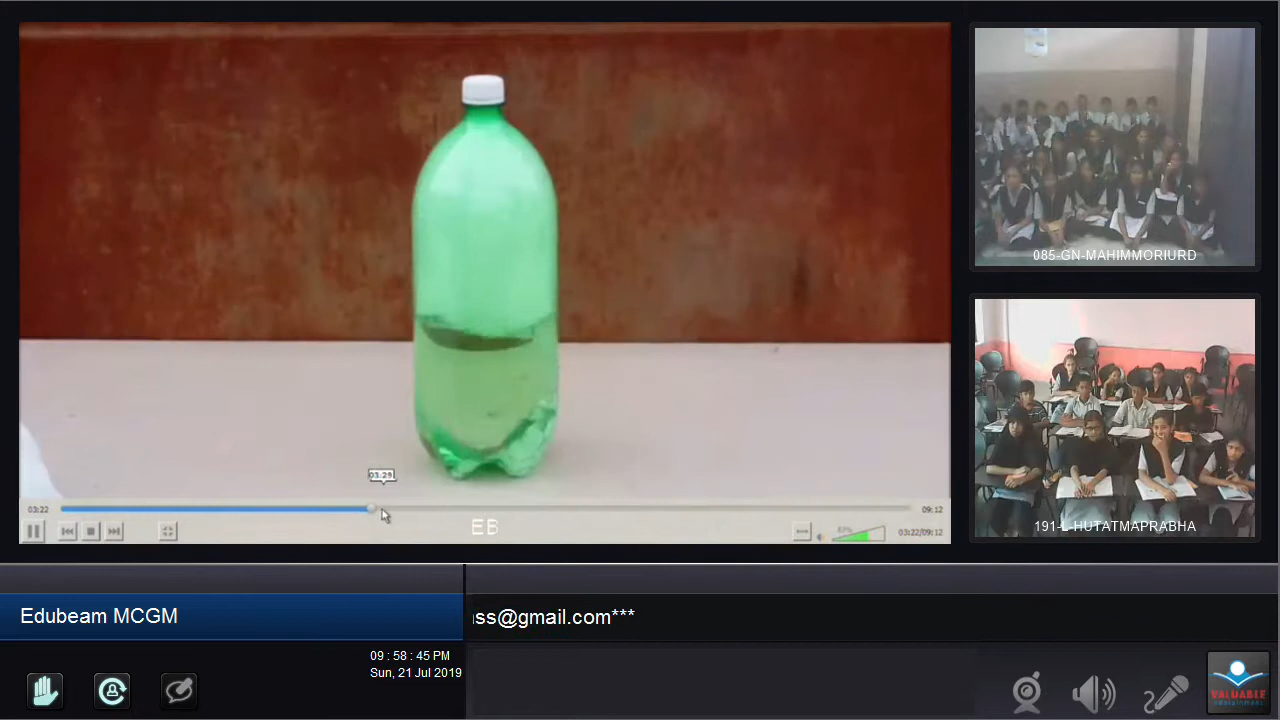 085-GN-MAHIMMORIURD
191-L-HUTATMAPRABHA
03:29
03:22
09:12
EB
83%
03:22/09:12
Edubeam MCGM
ss@gmail.com***
09 : 58 : 45 PM
Sun, 21 Jul 2019
VALUABLE